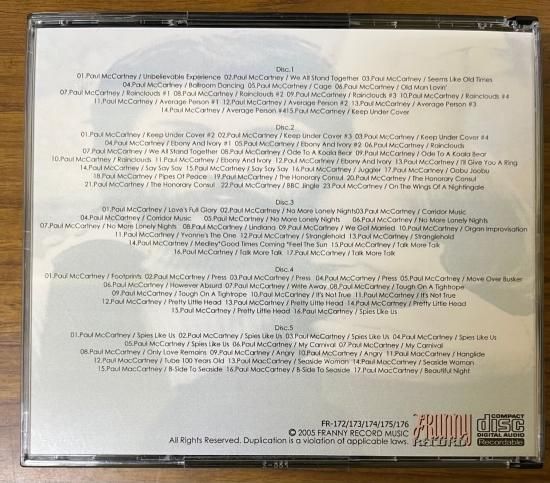 Disc.1
01.Paul McCartney / Unbelievable Experience 02.Paul McCartney / We All Stand Together 03.Paul McCartney / Seems Like Old Times
04.Paul McCartney / Ballroom Dancing 05.Paul McCartney / Cage 06.Paul McCartney / Old Man Lovin'
07.Paul McCartney / Rainclouds #1 08.Paul McCartney / Rainclouds #2 09.Paul McCartney / Rainclouds #3 10.Paul McCartney / Rainclouds #4
11.Paul McCartney / Average Person #1 12.Paul McCartney / Average Person #2 13.Paul McCartney / Average Person #3
14.Paul McCartney / Average Person #415.Paul McCartney / Keep Under Cover
Disc.2
01.Paul McCartney / Keep Under Cover #2 02.Paul McCartney / Keep Under Cover #3 03.Paul McCartney / Keep Under Cover #4
04.Paul McCartney / Ebony And Ivory #1 05.Paul McCartney / Ebony And Ivory #2 06.Paul McCartney / Rainclouds
07.Paul McCartney / We All Stand Together 08.Paul McCartney / Ode To A Koala Bear 09.Paul McCartney / Ode To A Koala Bear
10.Paul McCartney / Rainclouds 11.Paul McCartney / Ebony And Ivory 12.Paul McCartney / Ebony And Ivory 13.Paul McCartney / I'll Give You A Ring
14.Paul McCartney / Say Say Say 15.Paul McCartney / Say Say Say 16.Paul McCartney / Juggler 17.Paul McCartney / Oobu Joobu
18.Paul McCartney / Pipes Of Peace 19.Paul McCartney / The Honorary Consul 20.Paul McCartney / The Honorary Consul
21.Paul McCartney / The Honorary Consul 22.Paul McCartney / BBC Jingle 23.Paul McCartney / On The Wings Of A Nightingale
Disc.3
01.Paul McCartney / Love's Full Glory 02.Paul McCartney / No More Lonely Nights03.Paul McCartney / Corridor Music
04.Paul McCartney / Corridor Music 05.Paul McCartney / No More Lonely Nights 06.Paul McCartney / No More Lonely Nights
07.Paul McCartney / No More Lonely Nights 08.Paul McCartney / Lindiana 09.Paul McCartney / We Got Married 10.Paul McCartney / Organ Improvisation
11.Paul McCartney / Yvonne's The One 12.Paul McCartney / Stranglehold 13.Paul McCartney / Stranglehold
14.Paul McCartney / Medley"Good Times Coming "Feel The Sun 15.Paul McCartney / Talk More Talk
16.Paul McCartney / Talk More Talk 17.Paul McCartney / Talk More Talk
Disc.4
01.Paul McCartney / Footprints 02.Paul McCartney / Press 03.Paul McCartney / Press 04.Paul McCartney / Press 05.Paul McCartney / Move Over Busker
06.Paul McCartney / However Absurd 07.Paul McCartney / Write Away 08.Paul McCartney / Tough On A Tightrope
09.Paul McCartney / Tough On A Tightrope 10.Paul McCartney / It's Not True 11.Paul McCartney / It's Not True
12.Paul McCartney / Pretty Little Head 13.Paul McCartney / Pretty Little Head 14.Paul McCartney / Pretty Little Head
15.Paul McCartney / Pretty Little Head 16.Paul McCartney / Spies Like Us
Disc.5
01.Paul McCartney / Spies Like Us 02.Paul McCartney / Spies Like Us 03.Paul McCartney / Spies Like Us 04.Paul McCartney / Spies Like Us
05.Paul McCartney / Spies Like Us 06.Paul McCartney / My Carnival 07.Paul McCartney / My Carnival
08.Paul McCartney / Only Love Remains 09.Paul McCartney / Angry 10.Paul McCartney / Angry 11.Paul MacCartney / Hanglide
12.Paul MacCartney / Tube 100 Years Old 13.Paul MacCartney / Seaside Woman 14.Paul MacCartney / Seaside Woman
15.Paul MacCartney / B-Side To Seaside 16.Paul MacCartney / B-Side To Seaside 17.Paul MacCartney / Beautiful Night
FR-172/173/174/175/176
© 2005 FRANNY RECORD MUSIC
All Rights Reserved. Duplication is a violation of applicable laws.
FRANNY
RECORD
COMPACT
disc
DIGITAL AUDIO
Recordable